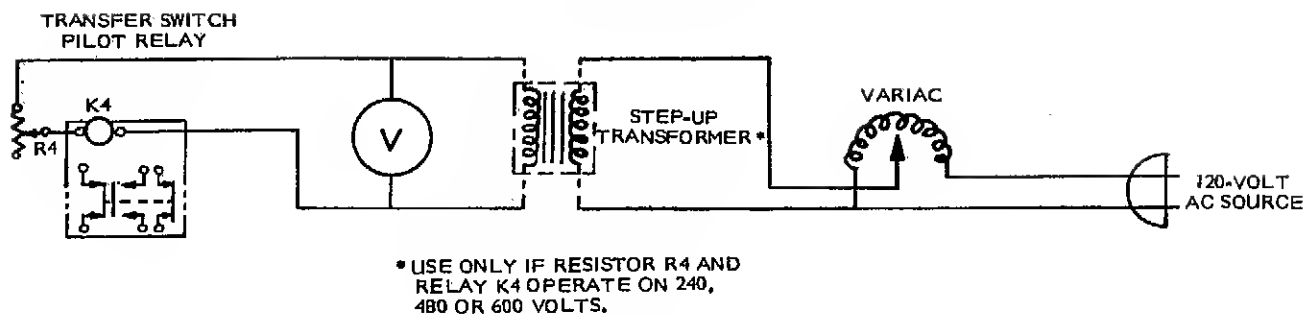 TRANSFER SWITCH
PILOT RELAY
K4
R4
V
STEP-UP
TRANSFORMER*
VARIAC
120-VOLT
AC SOURCE
* USE ONLY IF RESISTOR R4 AND
RELAY K4 OPERATE ON 240,
480 OR 600 VOLTS.